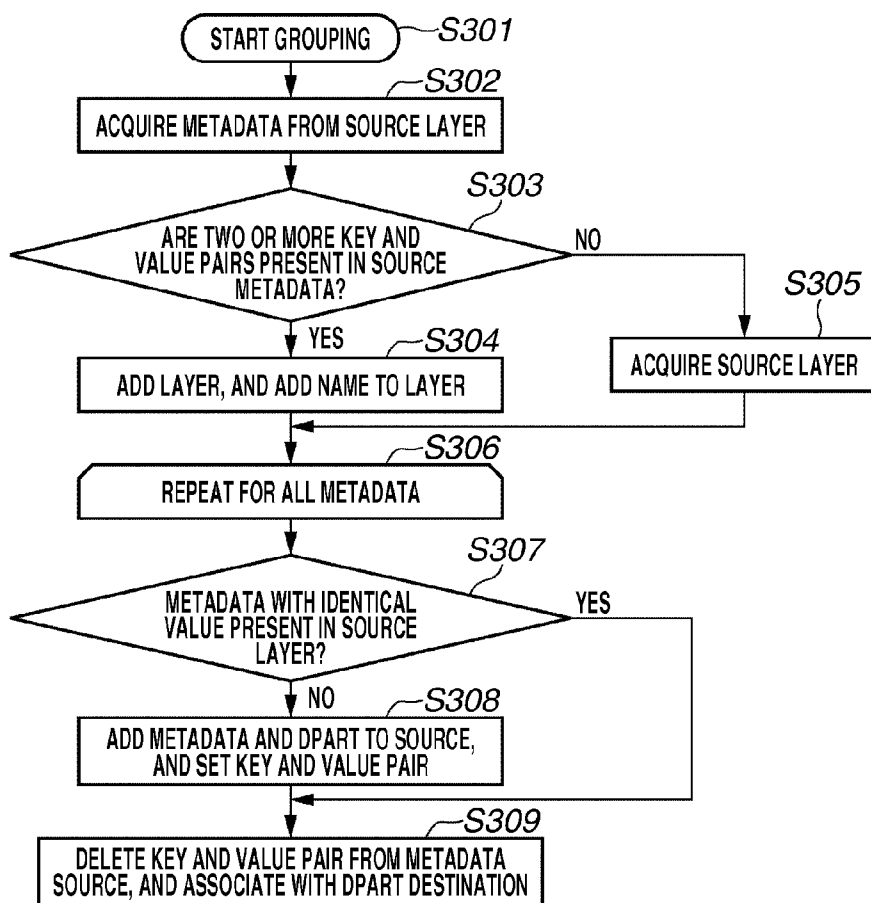 START GROUPING
S301
S302
ACQUIRE METADATA FROM SOURCE LAYER
S303
ARE TWO OR MORE KEY AND
VALUE PAIRS PRESENT IN SOURCE
METADATA?
NO
YES
S304
ADD LAYER, AND ADD NAME TO LAYER
S305
ACQUIRE SOURCE LAYER
S306
REPEAT FOR ALL METADATA
S307
METADATA WITH IDENTICAL
VALUE PRESENT IN SOURCE
LAYER?
YES
NO
S308
ADD METADATA AND DPART TO SOURCE,
AND SET KEY AND VALUE PAIR
S309
DELETE KEY AND VALUE PAIR FROM METADATA
SOURCE, AND ASSOCIATE WITH DPART DESTINATION